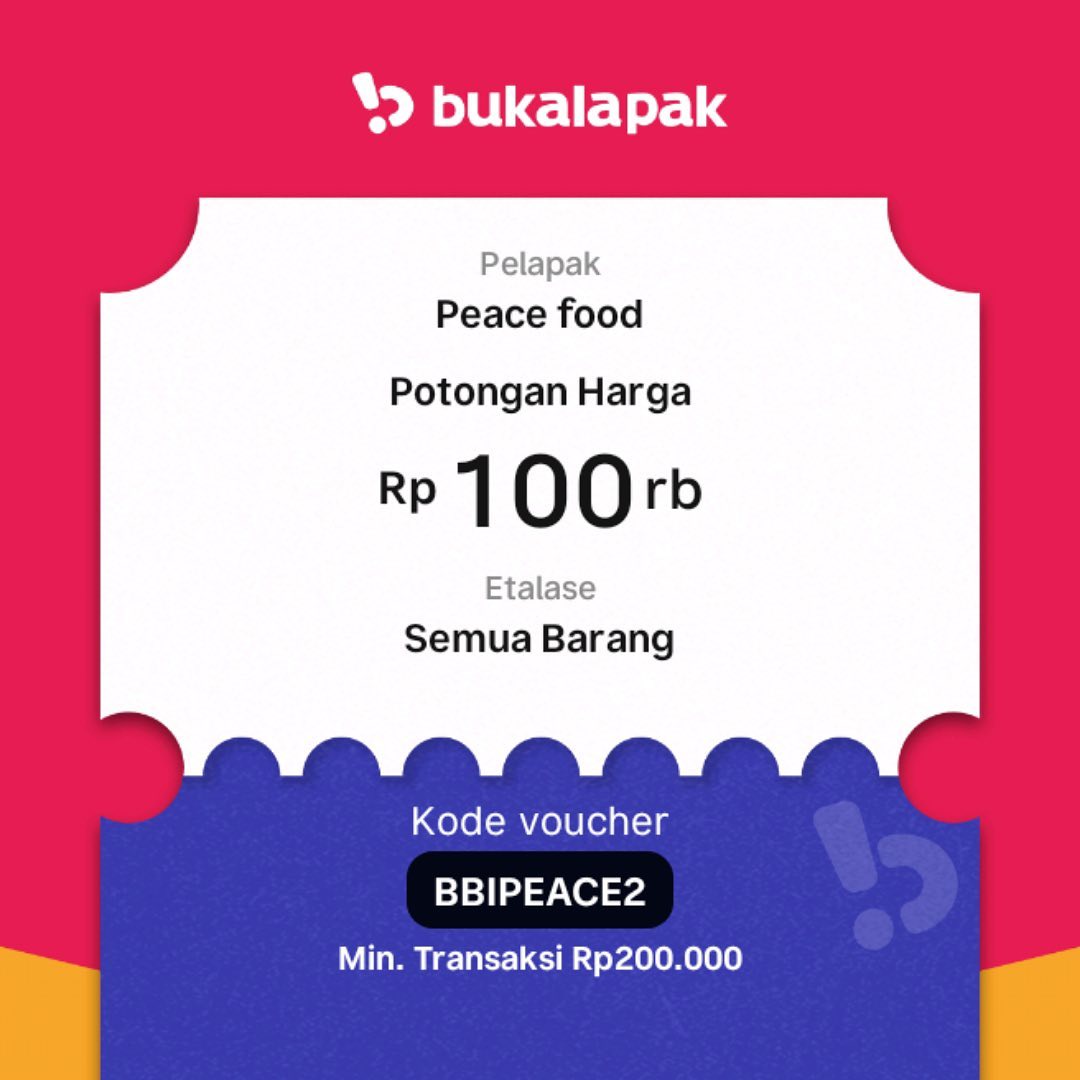 bukalapak
Pelapak
Peace food
Potongan Harga
Rp 100 rb
Etalase
Semua Barang
Kode voucher
BBIPEACE2
Min. Transaksi Rp200.000